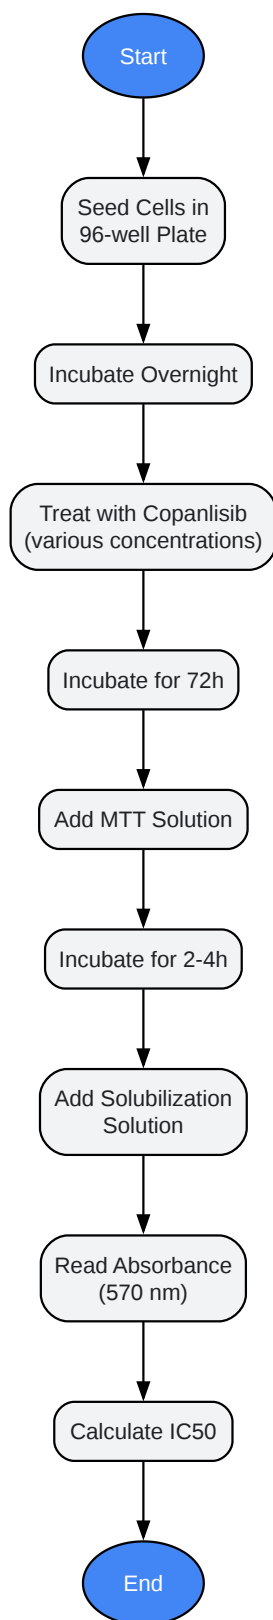 Start
Seed Cells in
96-well Plate
Incubate Overnight
Treat with Copanlisib
(various concentrations)
Incubate for 72h
Add MTT Solution
Incubate for 2-4h
Add Solubilization
Solution
Read Absorbance
(570 nm)
Calculate IC50
End